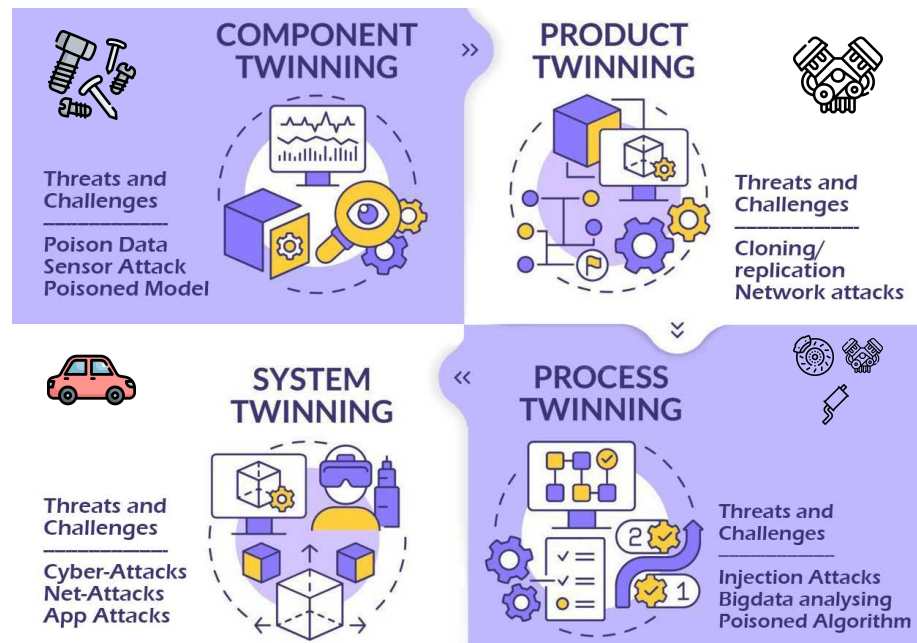 COMPONENT
TWINNING
Threats and
Challenges
Poison Data
Sensor Attack
Poisoned Model
PRODUCT
TWINNING
Threats and
Challenges
Cloning/
replication
Network attacks
SYSTEM
TWINNING
Threats and
Challenges
Cyber-Attacks
Net-Attacks
App Attacks
PROCESS
TWINNING
2
1
Threats and
Challenges
Injection Attacks
Bigdata analysing
Poisoned Algorithm